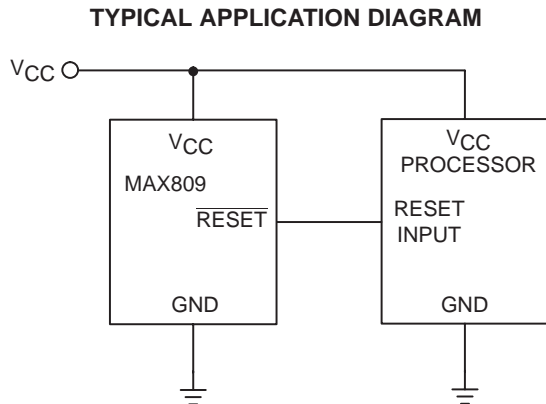 TYPICAL APPLICATION DIAGRAM
VCC
VCC
MAX809
RESET
GND
VCC
PROCESSOR
RESET
INPUT
GND